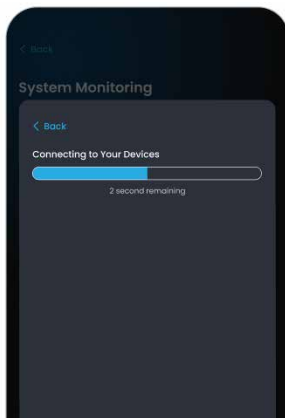 Back
System Monitoring
Back
Connecting to Your Devices
2 second remaining